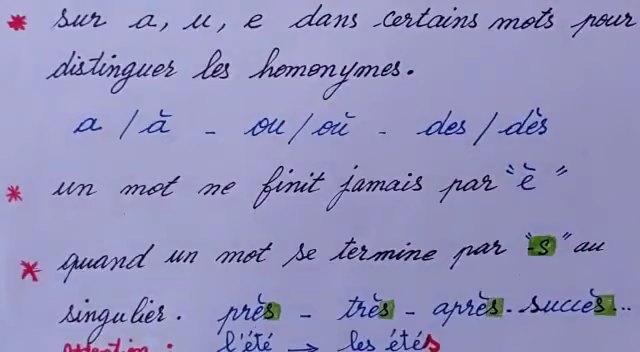 * sur a, u, e dans certains mots pour
distinguer les homonymes.
a / à - ou / où - des / dès
* un mot ne finit jamais par "è"
* quand un mot se termine par "-s" au
singulier. près - très - après - succès...
Attention : l'été → les étés